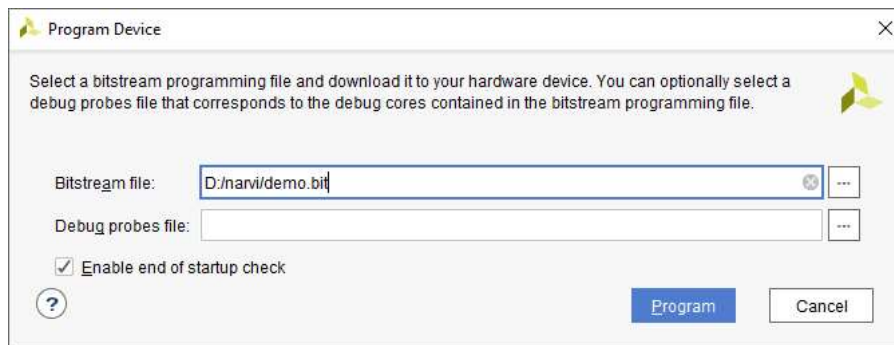 Program Device
Select a bitstream programming file and download it to your hardware device. You can optionally select a
debug probes file that corresponds to the debug cores contained in the bitstream programming file.
Bitstream file: D:/narvi/demo.bit ...
Debug probes file: ...
Enable end of startup check
? Program Cancel